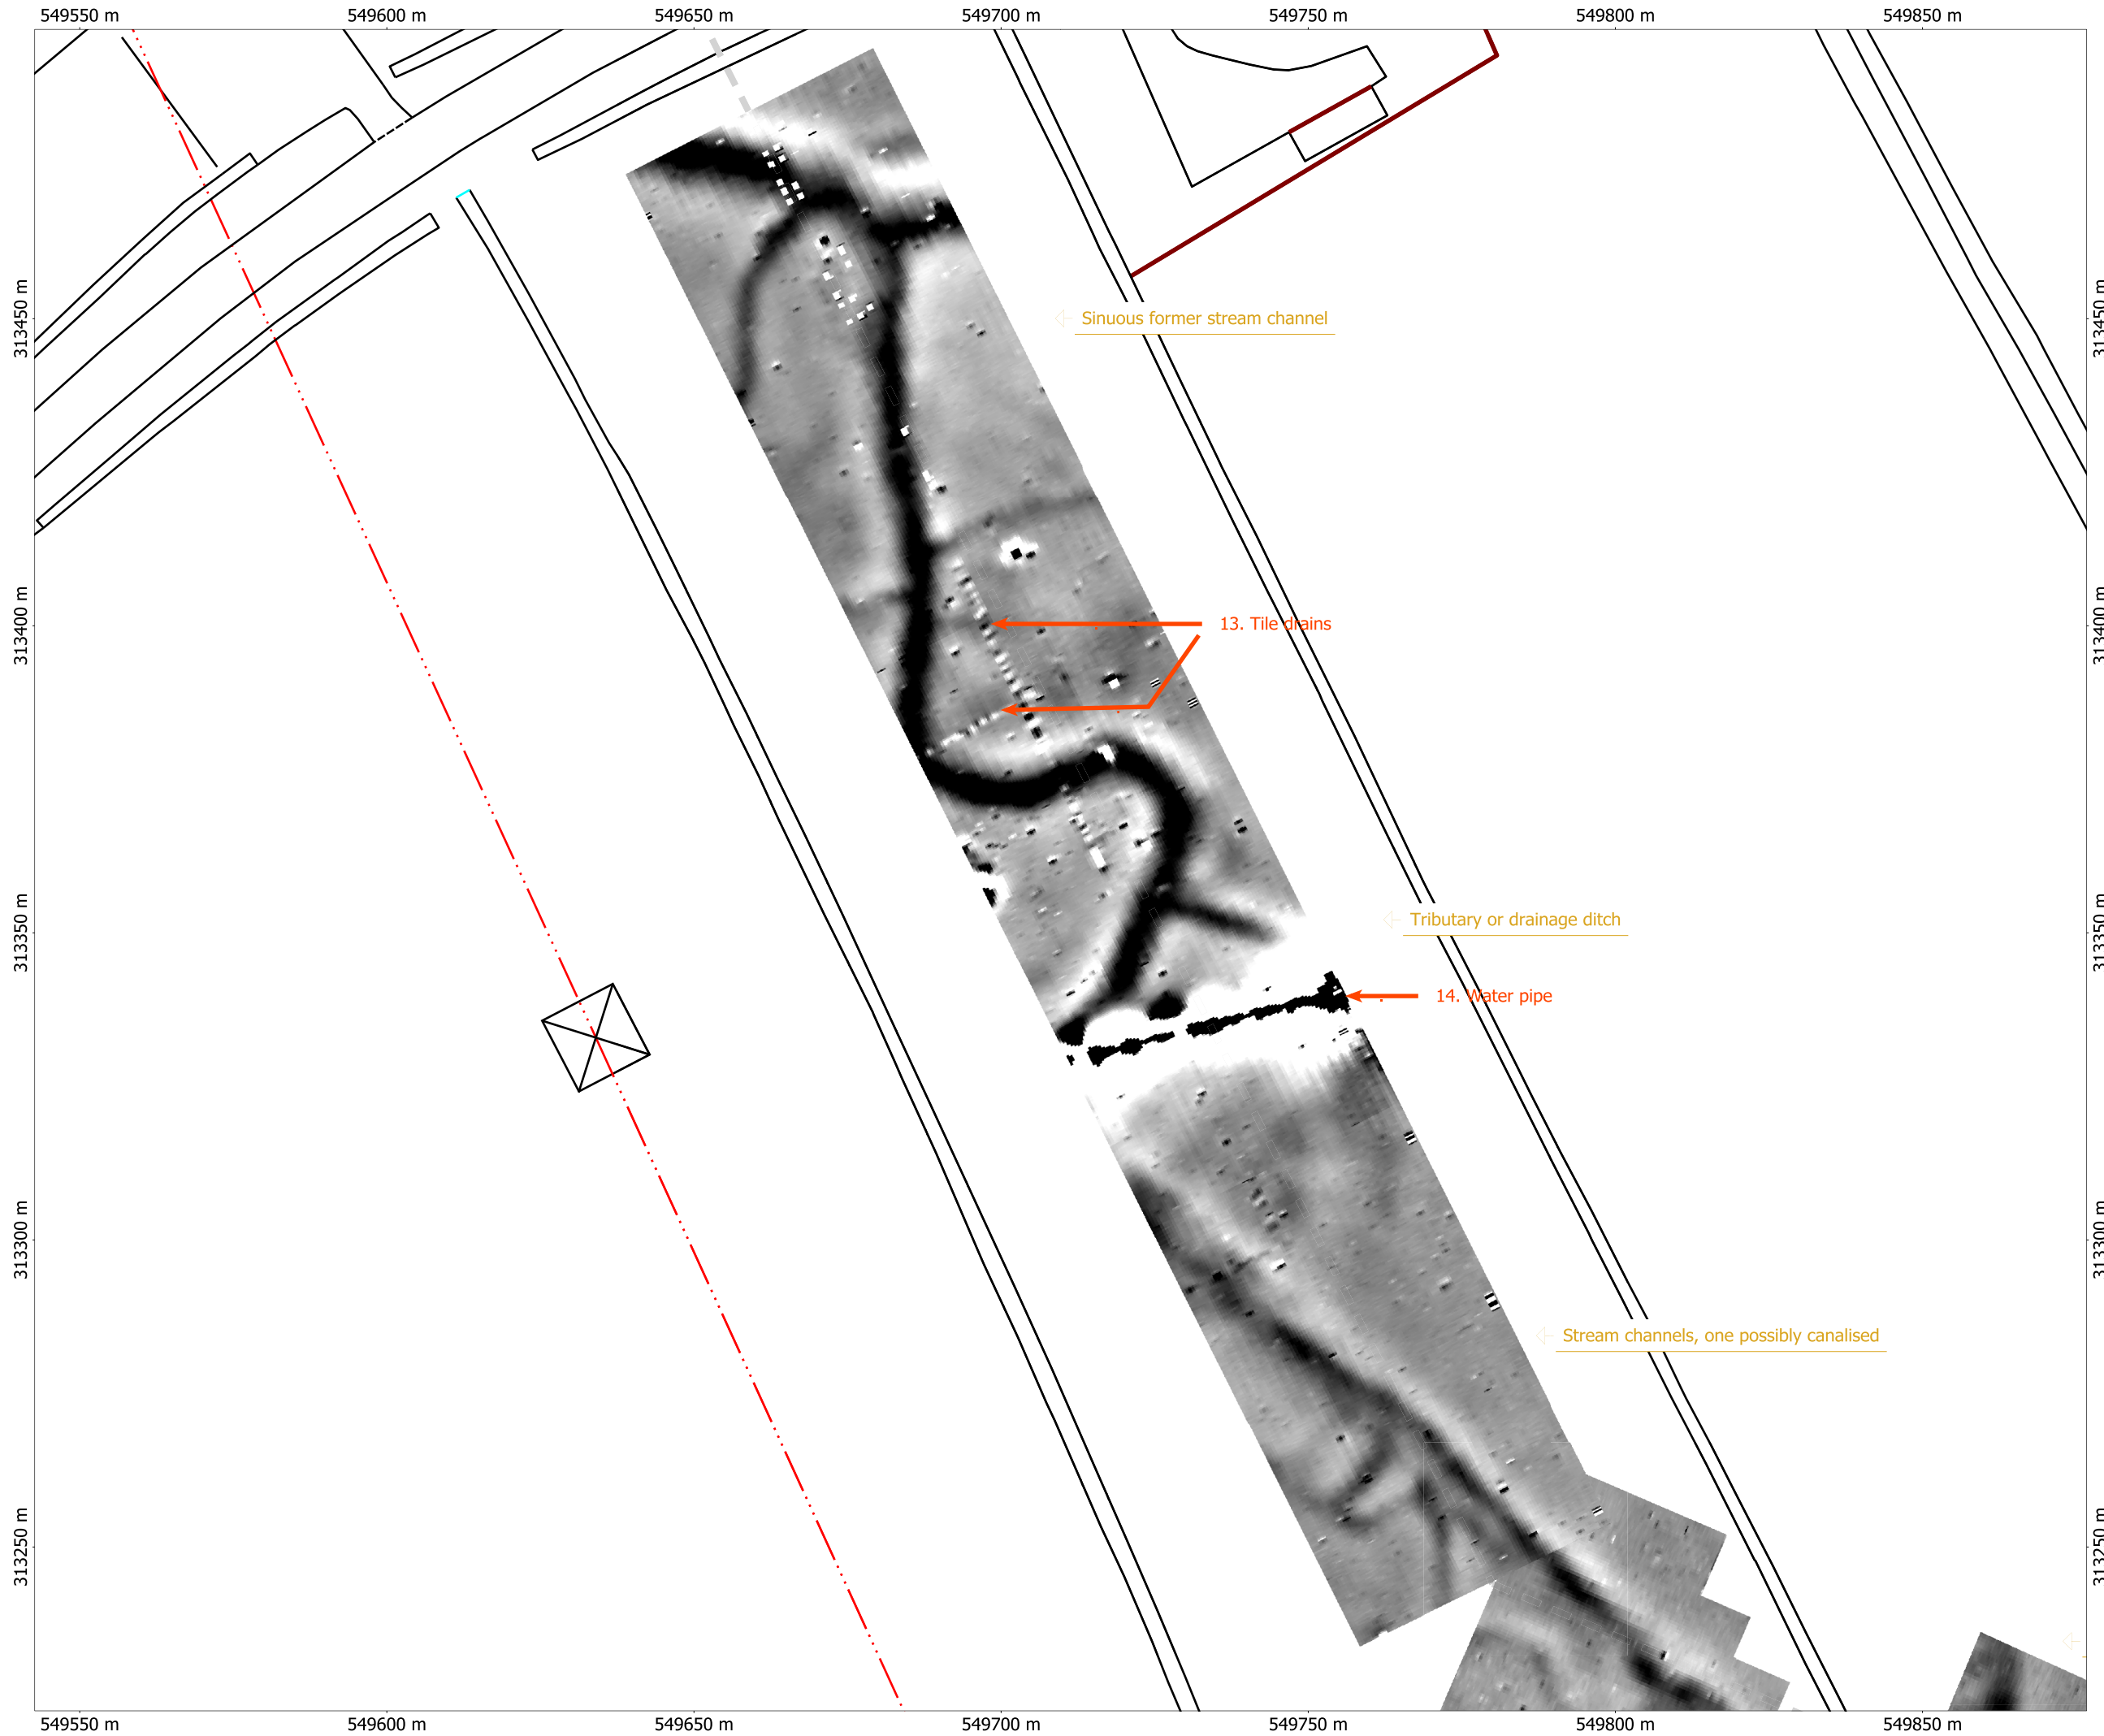 549550 m 549600 m 549650 m 549700 m 549750 m 549800 m 549850 m
313450 m
313450 m
Sinuous former stream channel
313400 m
313400 m
13. Tile drains
313350 m
313350 m
Tributary or drainage ditch
14. Water pipe
313300 m
313300 m
Stream channels, one possibly canalised
313250 m
313250 m
549550 m 549600 m 549650 m 549700 m 549750 m 549800 m 549850 m